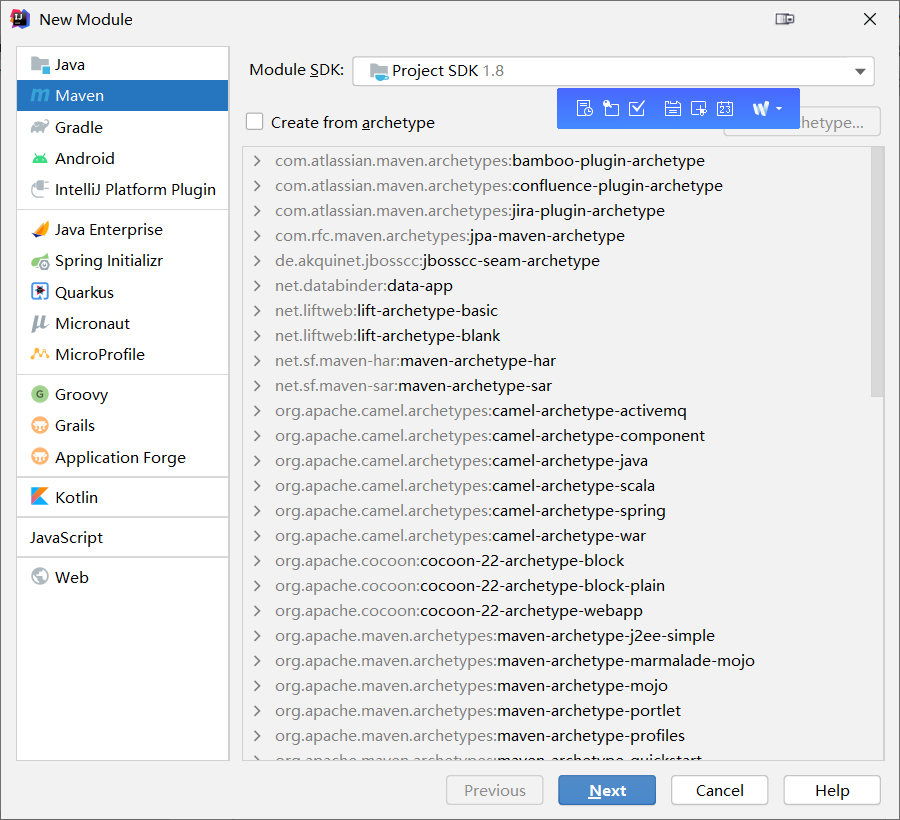 New Module
Java
Maven
Gradle
Android
IntelliJ Platform Plugin
Java Enterprise
Spring Initializr
Quarkus
Micronaut
MicroProfile
Groovy
Grails
Application Forge
Kotlin
JavaScript
Web
Module SDK: Project SDK 1.8
Create from archetype
hetype...
com.atlassian.maven.archetypes:bamboo-plugin-archetype
com.atlassian.maven.archetypes:confluence-plugin-archetype
com.atlassian.maven.archetypes:jira-plugin-archetype
com.rfc.maven.archetypes:jpa-maven-archetype
de.akquinet.jbosscc:jbosscc-seam-archetype
net.databinder:data-app
net.liftweb:lift-archetype-basic
net.liftweb:lift-archetype-blank
net.sf.maven-har:maven-archetype-har
net.sf.maven-sar:maven-archetype-sar
org.apache.camel.archetypes:camel-archetype-activemq
org.apache.camel.archetypes:camel-archetype-component
org.apache.camel.archetypes:camel-archetype-java
org.apache.camel.archetypes:camel-archetype-scala
org.apache.camel.archetypes:camel-archetype-spring
org.apache.camel.archetypes:camel-archetype-war
org.apache.cocoon:cocoon-22-archetype-block
org.apache.cocoon:cocoon-22-archetype-block-plain
org.apache.cocoon:cocoon-22-archetype-webapp
org.apache.maven.archetypes:maven-archetype-j2ee-simple
org.apache.maven.archetypes:maven-archetype-marmalade-mojo
org.apache.maven.archetypes:maven-archetype-mojo
org.apache.maven.archetypes:maven-archetype-portlet
org.apache.maven.archetypes:maven-archetype-profiles
org.apache.maven.archetypes:maven-archetype-quickstart
Previous
Next
Cancel
Help